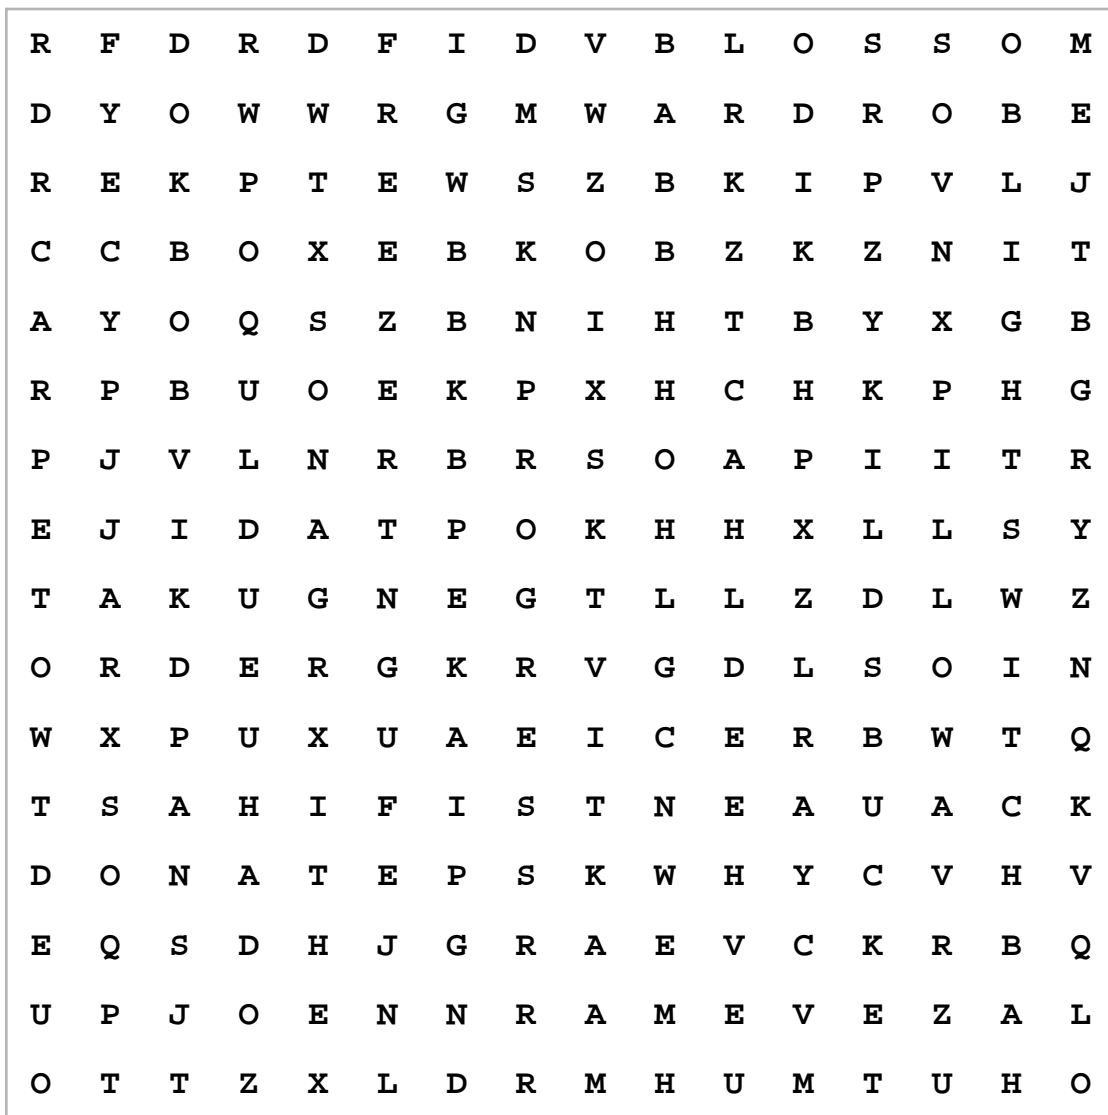 R F D R D F I D V B L O S S O M
D Y O W W R G M W A R D R O B E
R E K P T E W S Z B K I P V L J
C C B O X E B K O B Z K Z N I T
A Y O Q S Z B N I H T B Y X G B
R P B U O E K P X H C H K P H G
P J V L N R B R S O A P I I T R
E J I D A T P O K H H X L L S Y
T A K U G N E G T L L Z D L W Z
O R D E R G K R V G D L S O I N
W X P U X U A E I C E R B W T Q
T S A H I F I S T N E A U A C K
D O N A T E P S K W H Y C V H V
E Q S D H J G R A E V C K R B Q
U P J O E N N R A M E V E Z A L
O T T Z X L D R M H U M T U H O